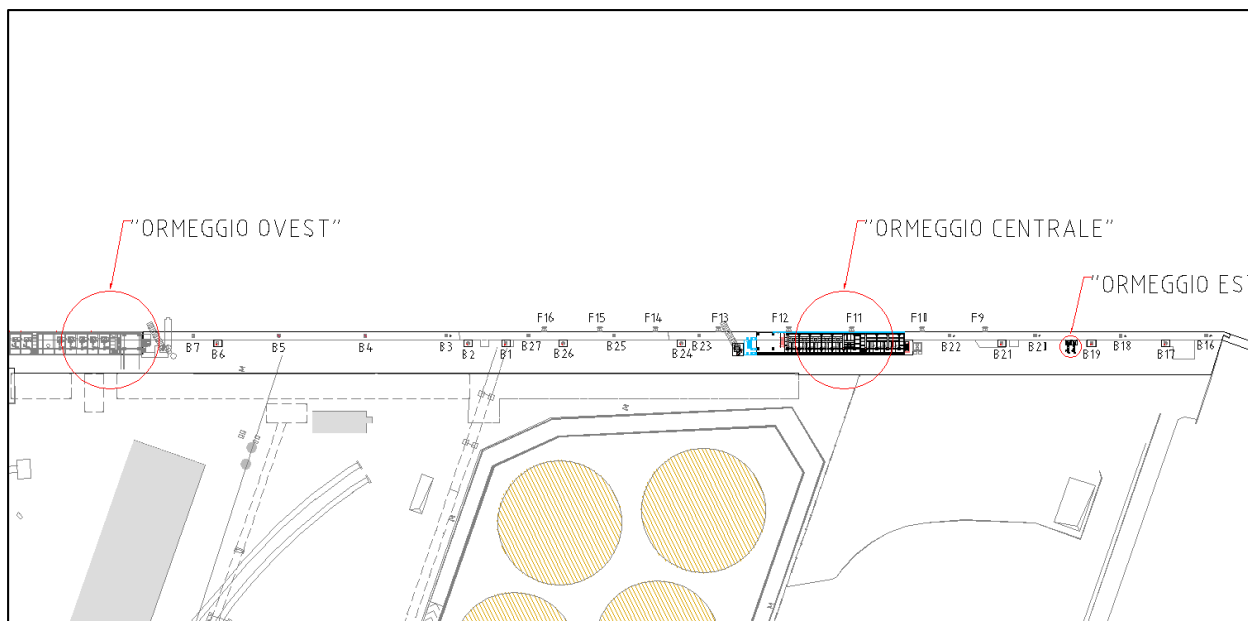 "ORMEGGIO OVEST"
"ORMEGGIO CENTRALE"
"ORMEGGIO EST
F16 F15 F14 F13 F12 F11 F10 F9
B7 B5 B4 B3 B27 B25 B23 B22 B20 B18 B16
B6 B2 B1 B26 B24 B21 B19 B17